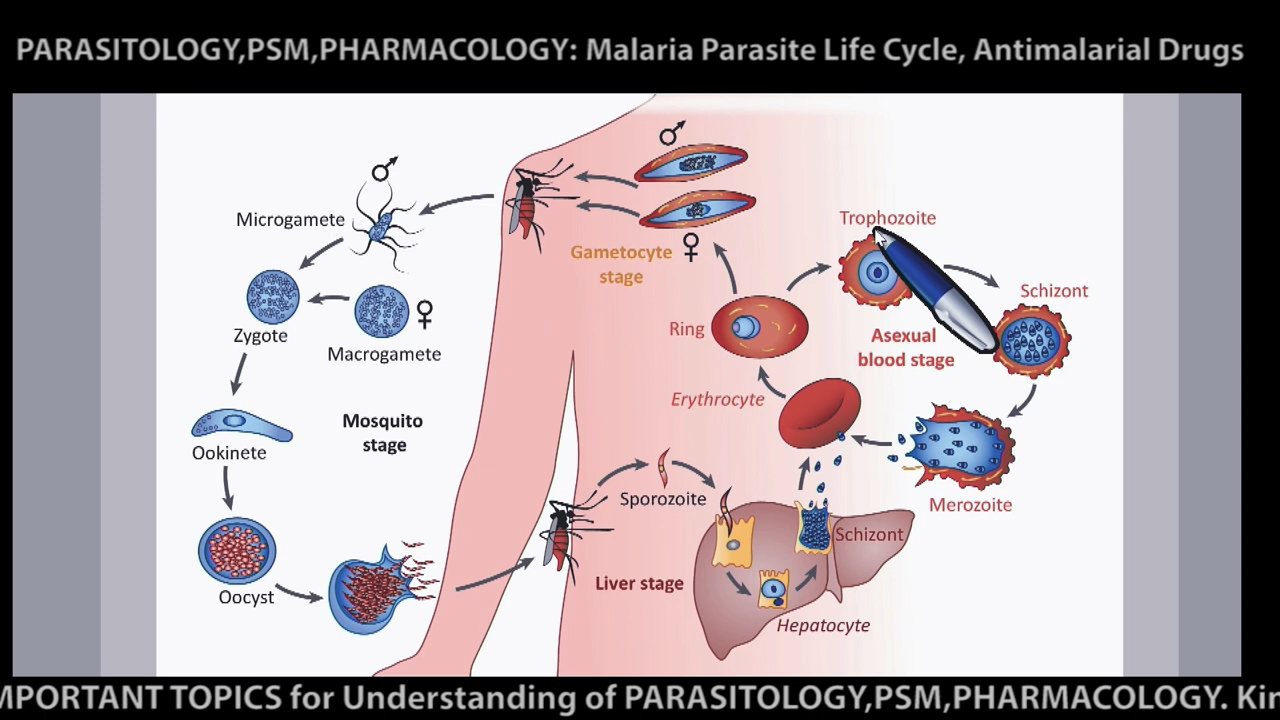 PARASITOLOGY,PSM,PHARMACOLOGY: Malaria Parasite Life Cycle, Antimalarial Drugs
♂
♂
Microgamete
Trophozoite
Gametocyte
stage
♀
Schizont
♀
Zygote
Macrogamete
Ring
Asexual
blood stage
Erythrocyte
Mosquito
stage
Ookinete
Sporozoite
Merozoite
Schizont
Liver stage
Oocyst
Hepatocyte
MPORTANT TOPICS for Understanding of PARASITOLOGY,PSM,PHARMACOLOGY. Kin